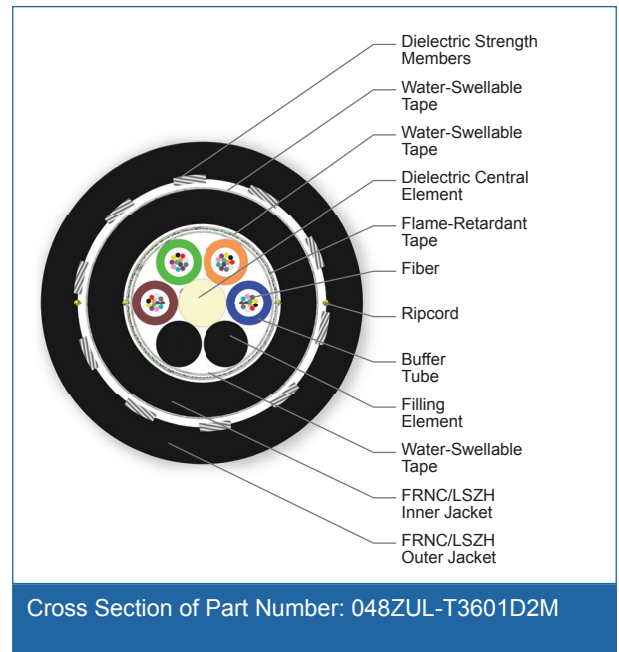 Dielectric Strength
Members
Water-Swellable
Tape
Water-Swellable
Tape
Dielectric Central
Element
Flame-Retardant
Tape
Fiber
Ripcord
Buffer
Tube
Filling
Element
Water-Swellable
Tape
FRNC/LSZH
Inner Jacket
FRNC/LSZH
Outer Jacket
Cross Section of Part Number: 048ZUL-T3601D2M